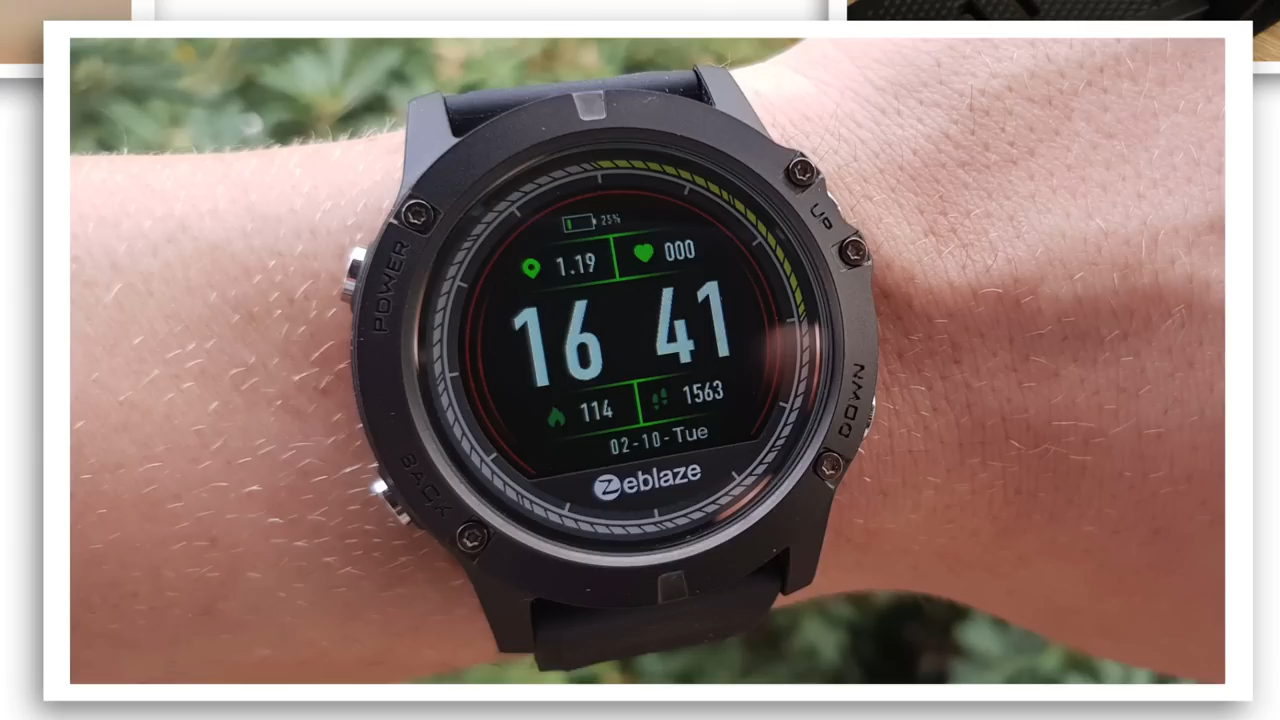 25%
1.19 000
16 41
114 1563
02-10-Tue
Zeblaze
POWER
BACK
UP
DOWN